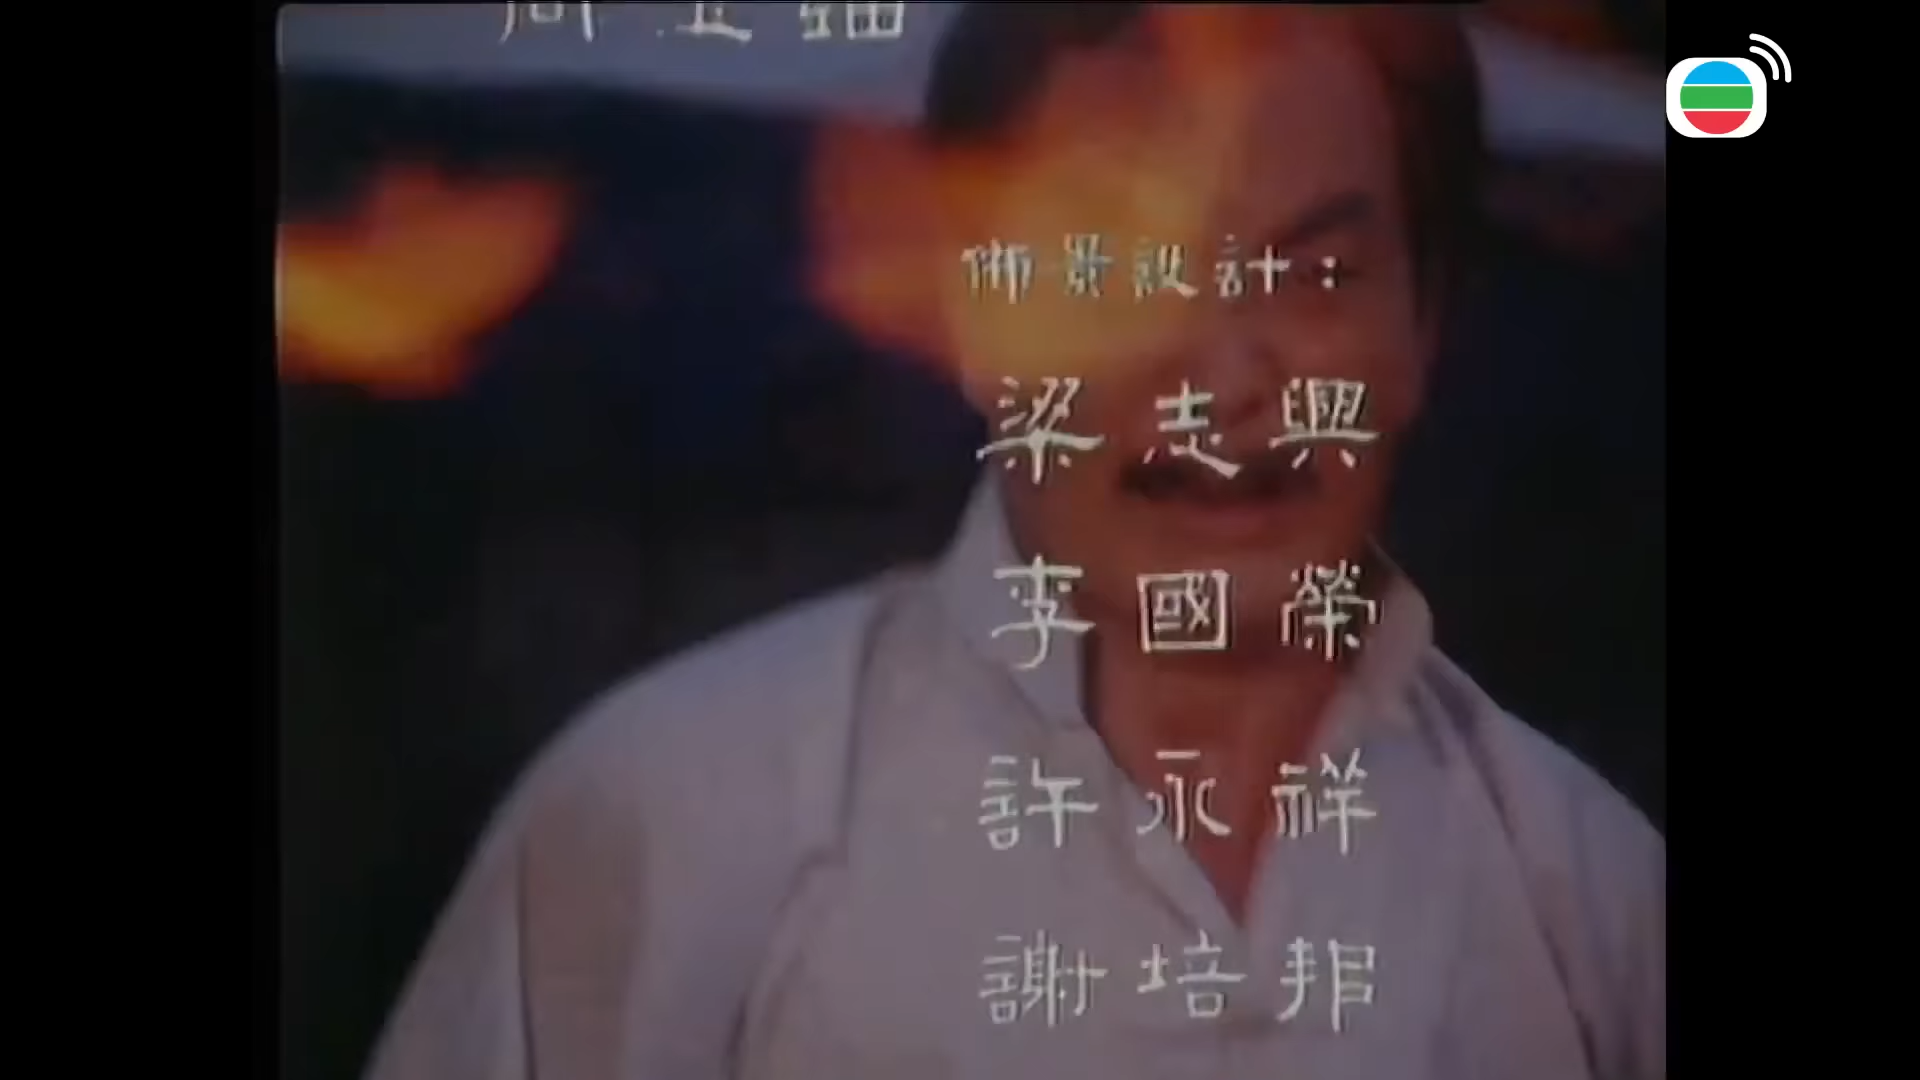 佈景設計：
梁志興
李國榮
許永祥
謝培邦